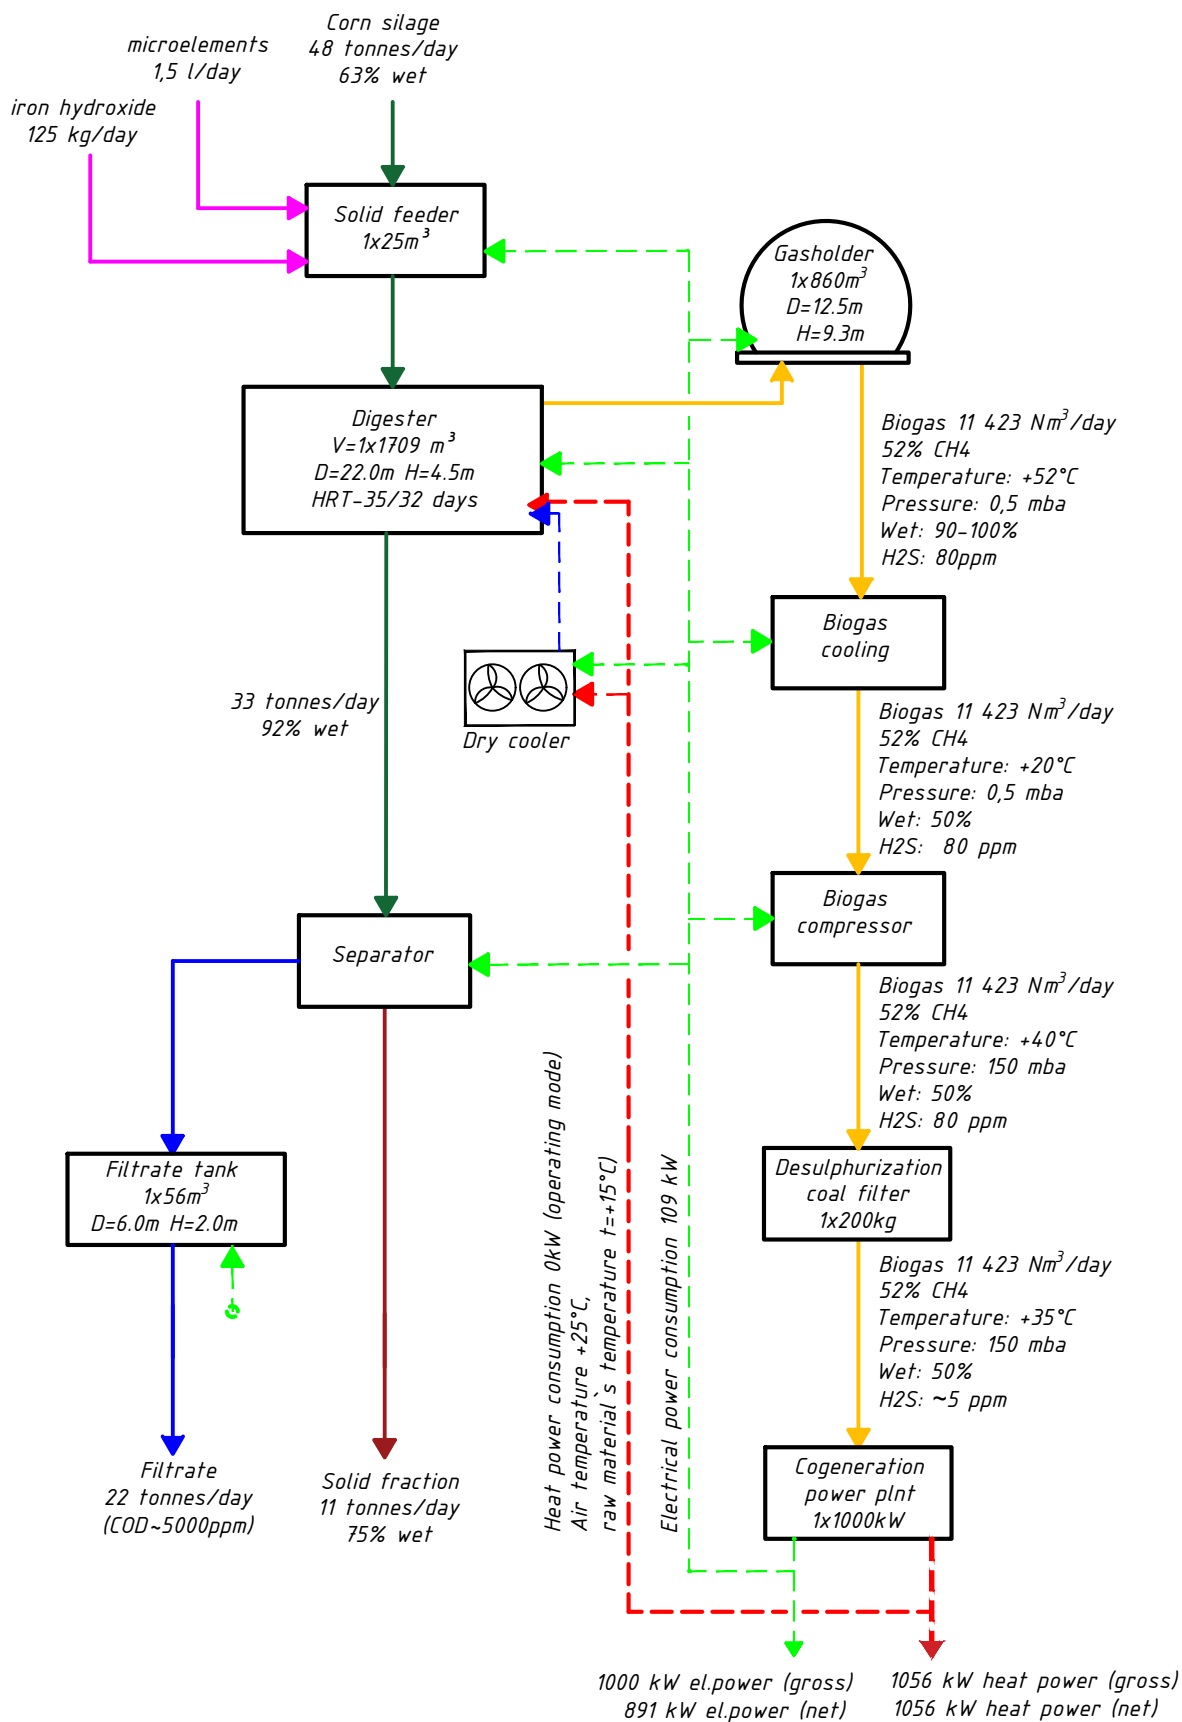 Corn silage
48 tonnes/day
63% wet
microelements
1,5 l/day
iron hydroxide
125 kg/day
Solid feeder
1x25m³
Gasholder
1x860m³
D=12.5m
H=9.3m
Digester
V=1x1709 m³
D=22.0m H=4.5m
HRT-35/32 days
Biogas 11 423 Nm³/day
52% CH4
Temperature: +52°C
Pressure: 0,5 mba
Wet: 90-100%
H2S: 80ppm
Biogas
cooling
33 tonnes/day
92% wet
Dry cooler
Biogas 11 423 Nm³/day
52% CH4
Temperature: +20°C
Pressure: 0,5 mba
Wet: 50%
H2S: 80 ppm
Biogas
compressor
Separator
Biogas 11 423 Nm³/day
52% CH4
Temperature: +40°C
Pressure: 150 mba
Wet: 50%
H2S: 80 ppm
Heat power consumption 0kW (operating mode)
Air temperature +25°C,
raw material`s temperature t=+15°C)
Electrical power consumption 109 kW
Filtrate tank
1x56m³
D=6.0m H=2.0m
Desulphurization
coal filter
1x200kg
Biogas 11 423 Nm³/day
52% CH4
Temperature: +35°C
Pressure: 150 mba
Wet: 50%
H2S: ~5 ppm
Cogeneration
power plnt
1x1000kW
Filtrate
22 tonnes/day
(COD~5000ppm)
Solid fraction
11 tonnes/day
75% wet
1000 kW el.power (gross)
891 kW el.power (net)
1056 kW heat power (gross)
1056 kW heat power (net)